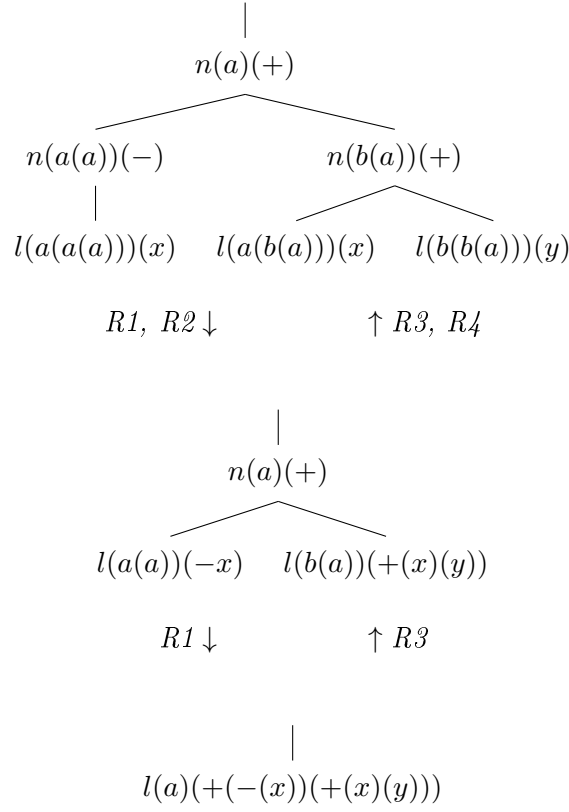 n(a)(+)
n(a(a))(−) n(b(a))(+)
l(a(a(a)))(x) l(a(b(a)))(x) l(b(b(a)))(y)
R1, R2 ↓ ↑ R3, R4
n(a)(+)
l(a(a))(−x) l(b(a))(+(x)(y))
R1 ↓ ↑ R3
l(a)(+(−(x))(+(x)(y)))